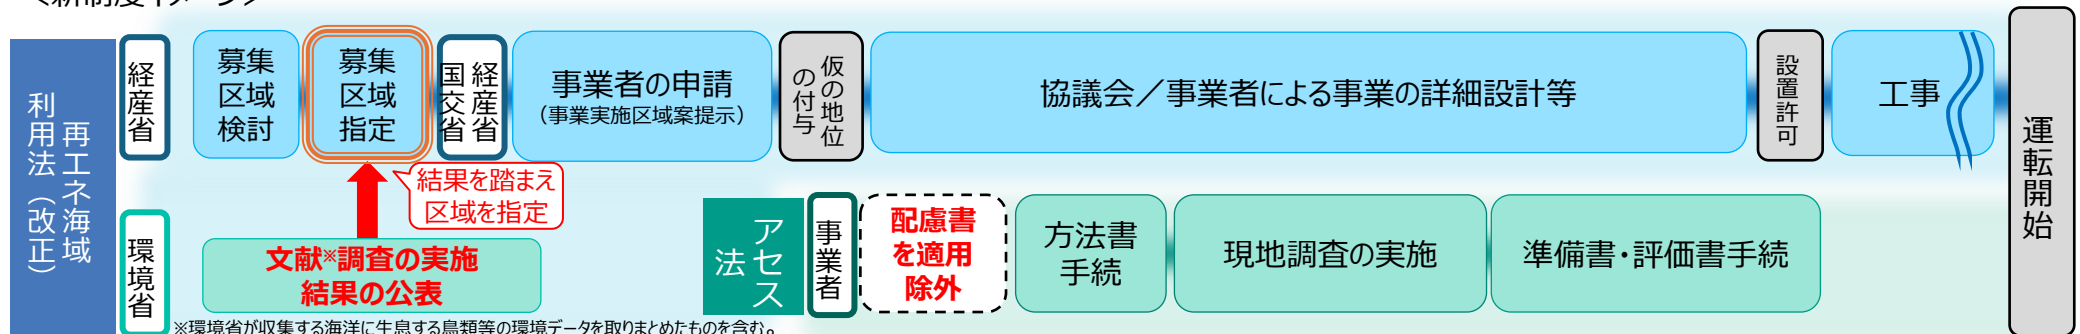 ＜新制度イメージ＞
再エネ海域
利用法（改正）
経産省
募集
区域
検討
募集
区域
指定
経産省
国交省
事業者の申請
（事業実施区域案提示）
仮の地位
の付与
協議会／事業者による事業の詳細設計等
設置許可
工事
運転開始
結果を踏まえ
区域を指定
環境省
文献※調査の実施
結果の公表
アセス
法
事業者
配慮書
を適用
除外
方法書
手続
現地調査の実施
準備書・評価書手続
※環境省が収集する海洋に生息する鳥類等の環境データを取りまとめたものを含む。